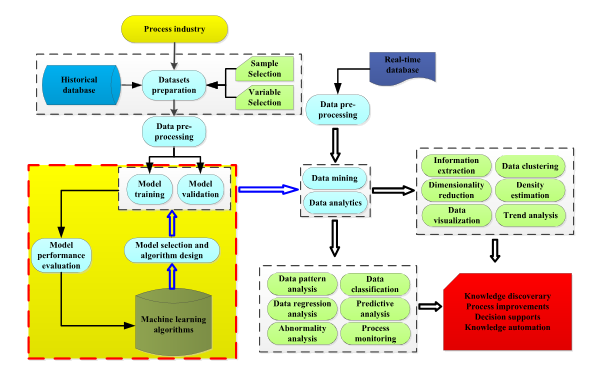 Process industry
Historical
database
Datasets
preparation
Sample
Selection
Variable
Selection
Real-time
database
Data pre-
processing
Data pre-
processing
Model
training
Model
validation
Data mining
Data analytics
Information
extraction
Data clustering
Dimensionality
reduction
Density
estimation
Data
visualization
Trend analysis
Model
performance
evaluation
Model selection and
algorithm design
Machine learning
algorithms
Data pattern
analysis
Data
classification
Data regression
analysis
Predictive
analysis
Abnormality
analysis
Process
monitoring
Knowledge discoverary
Process improvements
Decision supports
Knowledge automation